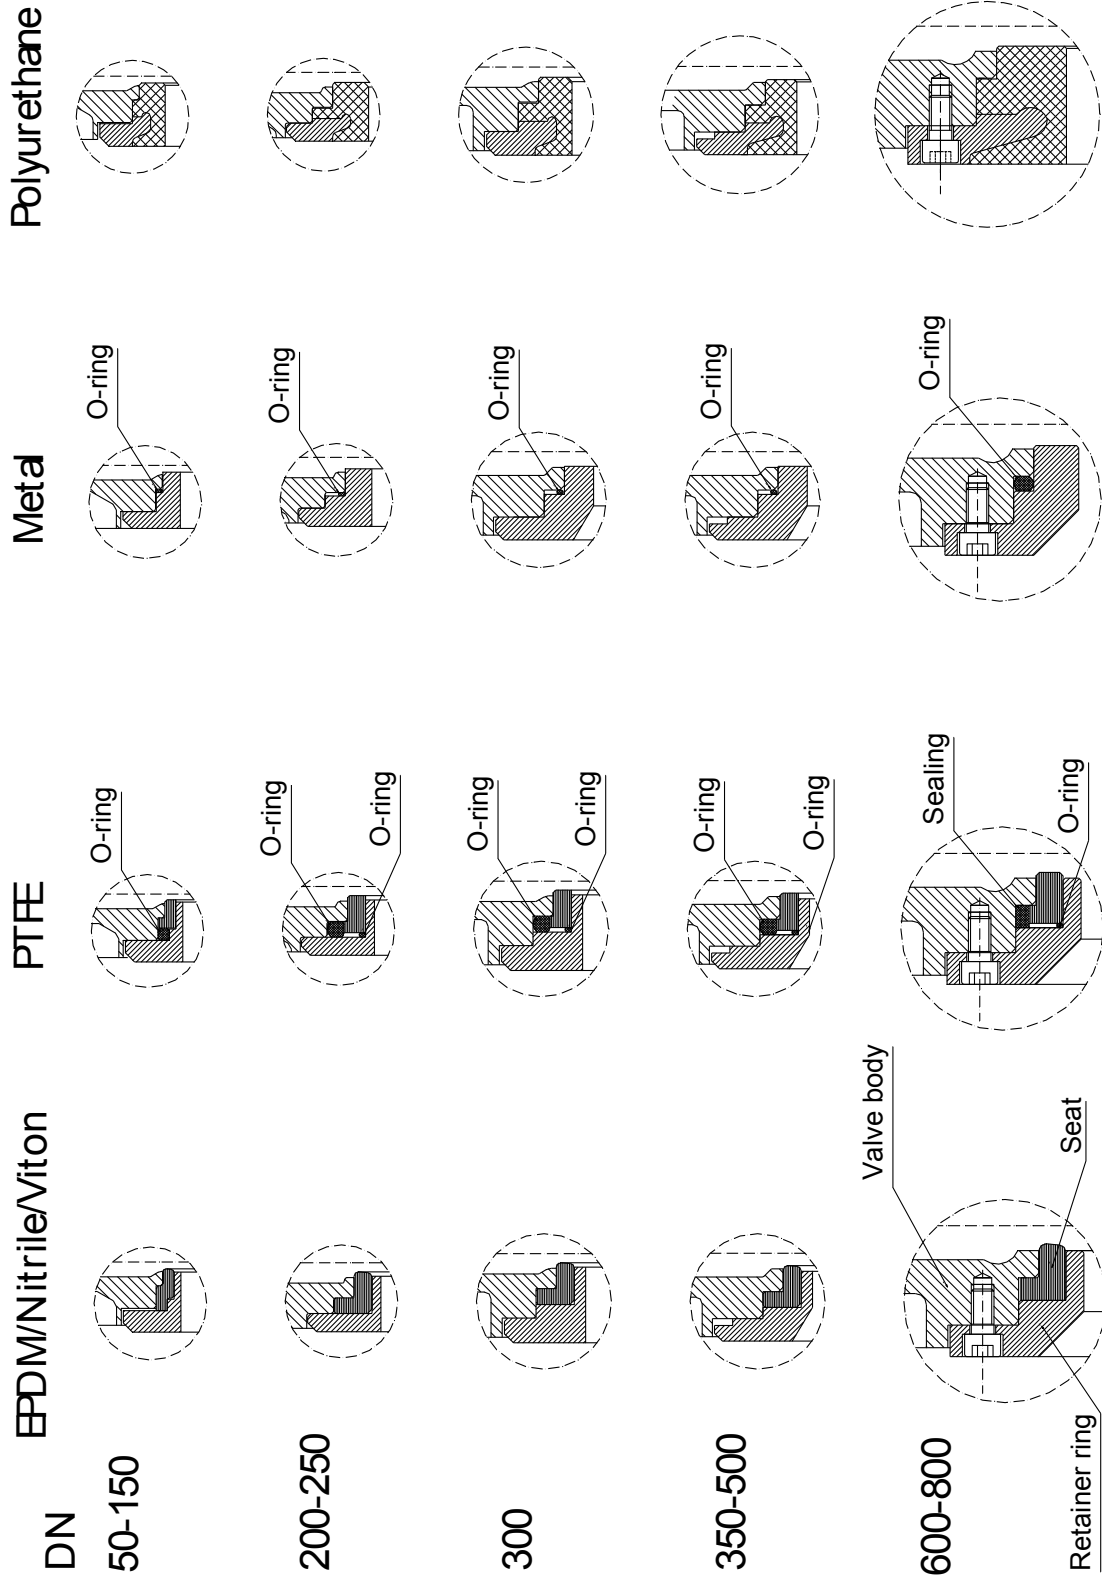 DN
EPDM/Nitrile/Viton
PTFE
Metal
Polyurethane
50-150
O-ring
O-ring
200-250
O-ring
O-ring
O-ring
300
O-ring
O-ring
O-ring
350-500
O-ring
O-ring
O-ring
600-800
Retainer ring
Valve body
Seat
Sealing
O-ring
O-ring